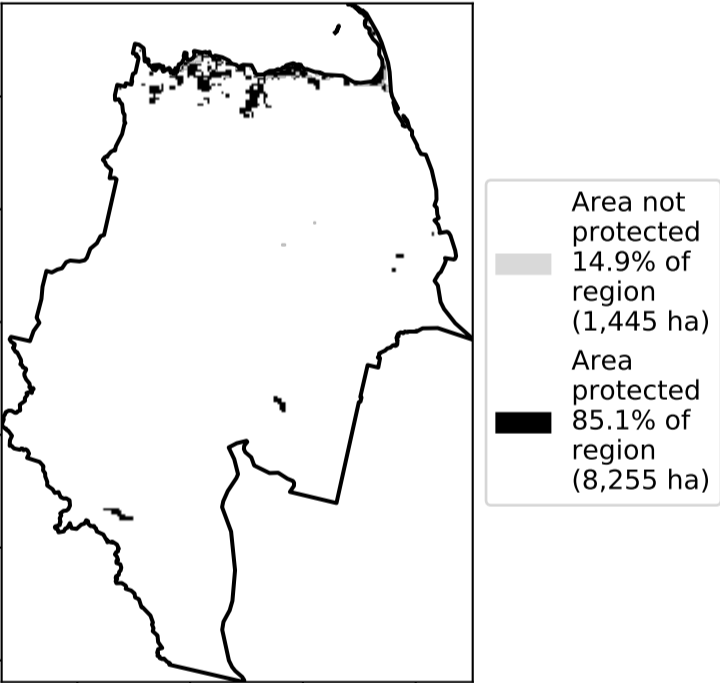 Area not
protected
14.9% of
region
(1,445 ha)
Area
protected
85.1% of
region
(8,255 ha)